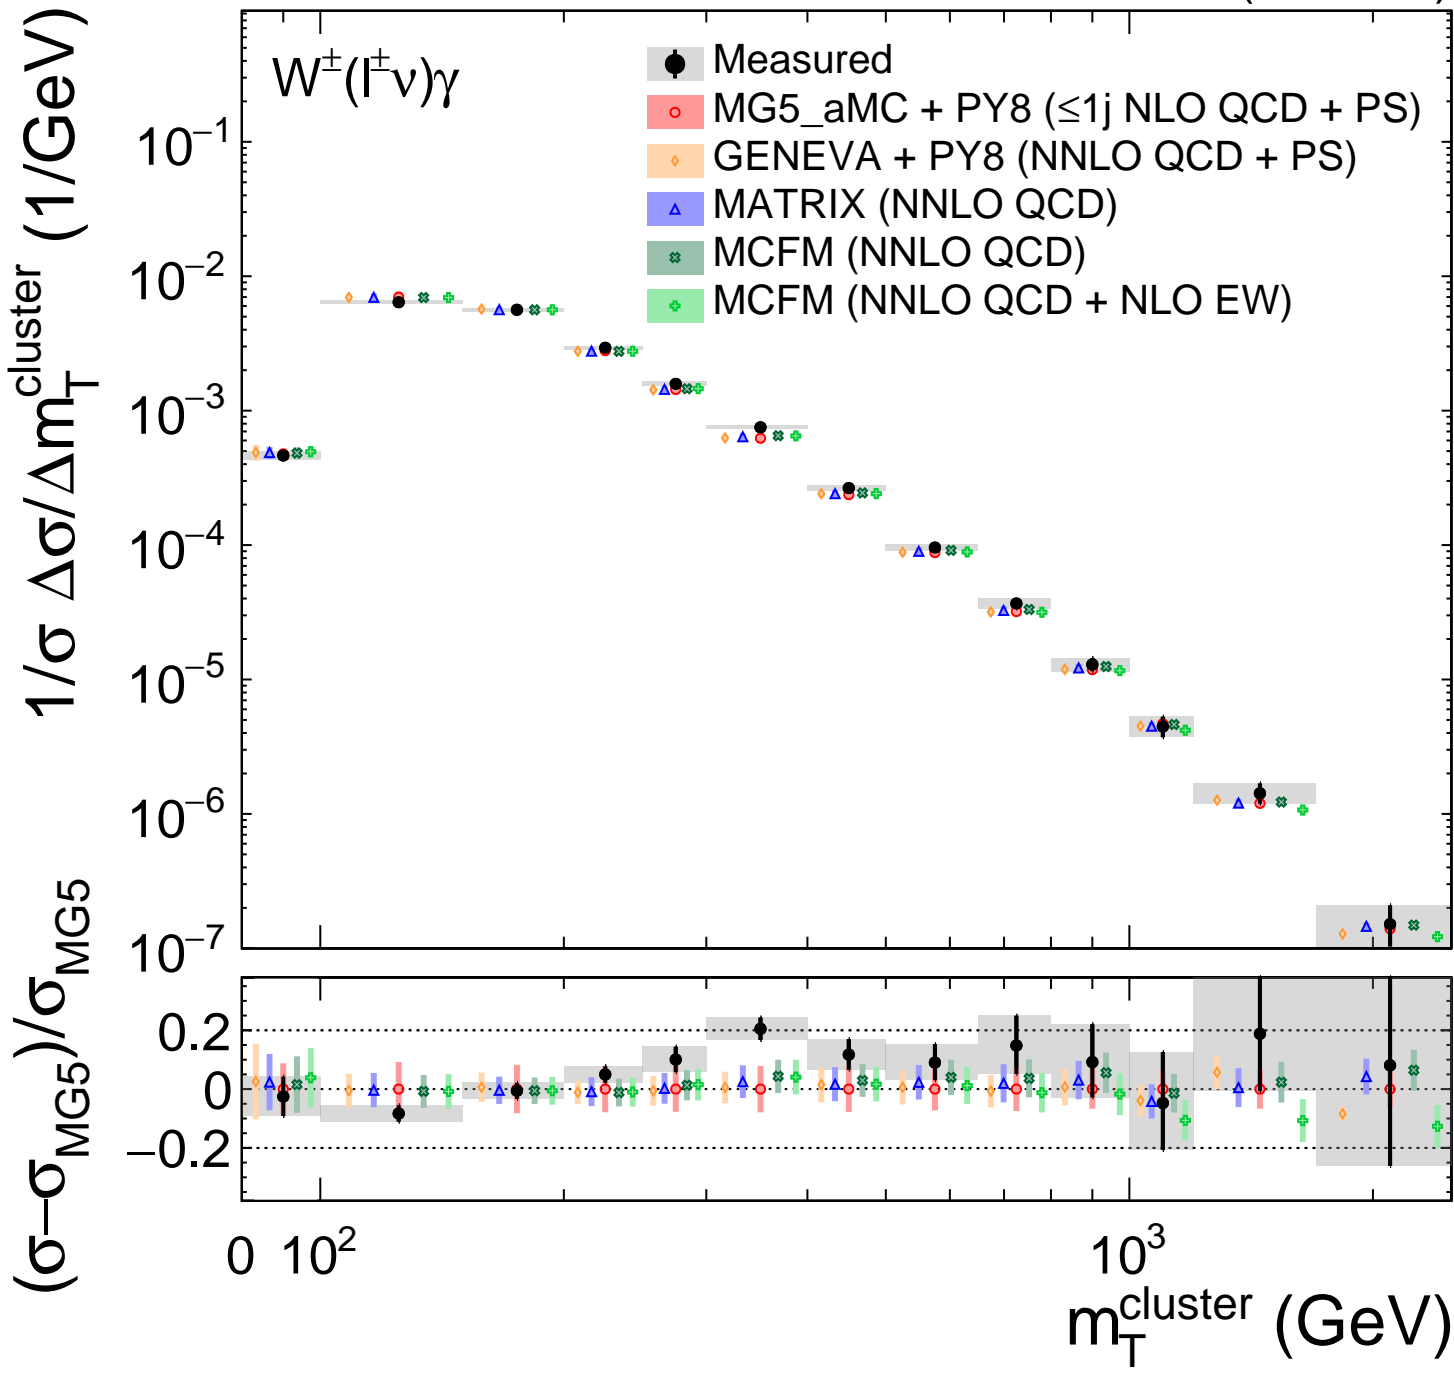 W±(l±ν)γ
Measured
MG5_aMC + PY8 (≤1j NLO QCD + PS)
GENEVA + PY8 (NNLO QCD + PS)
MATRIX (NNLO QCD)
MCFM (NNLO QCD)
MCFM (NNLO QCD + NLO EW)
1/σ Δσ/Δm_T^cluster (1/GeV)
10^−1
10^−2
10^−3
10^−4
10^−5
10^−6
10^−7
(σ−σ_MG5)/σ_MG5
0.2
0
−0.2
0 10^2 10^3
m_T^cluster (GeV)